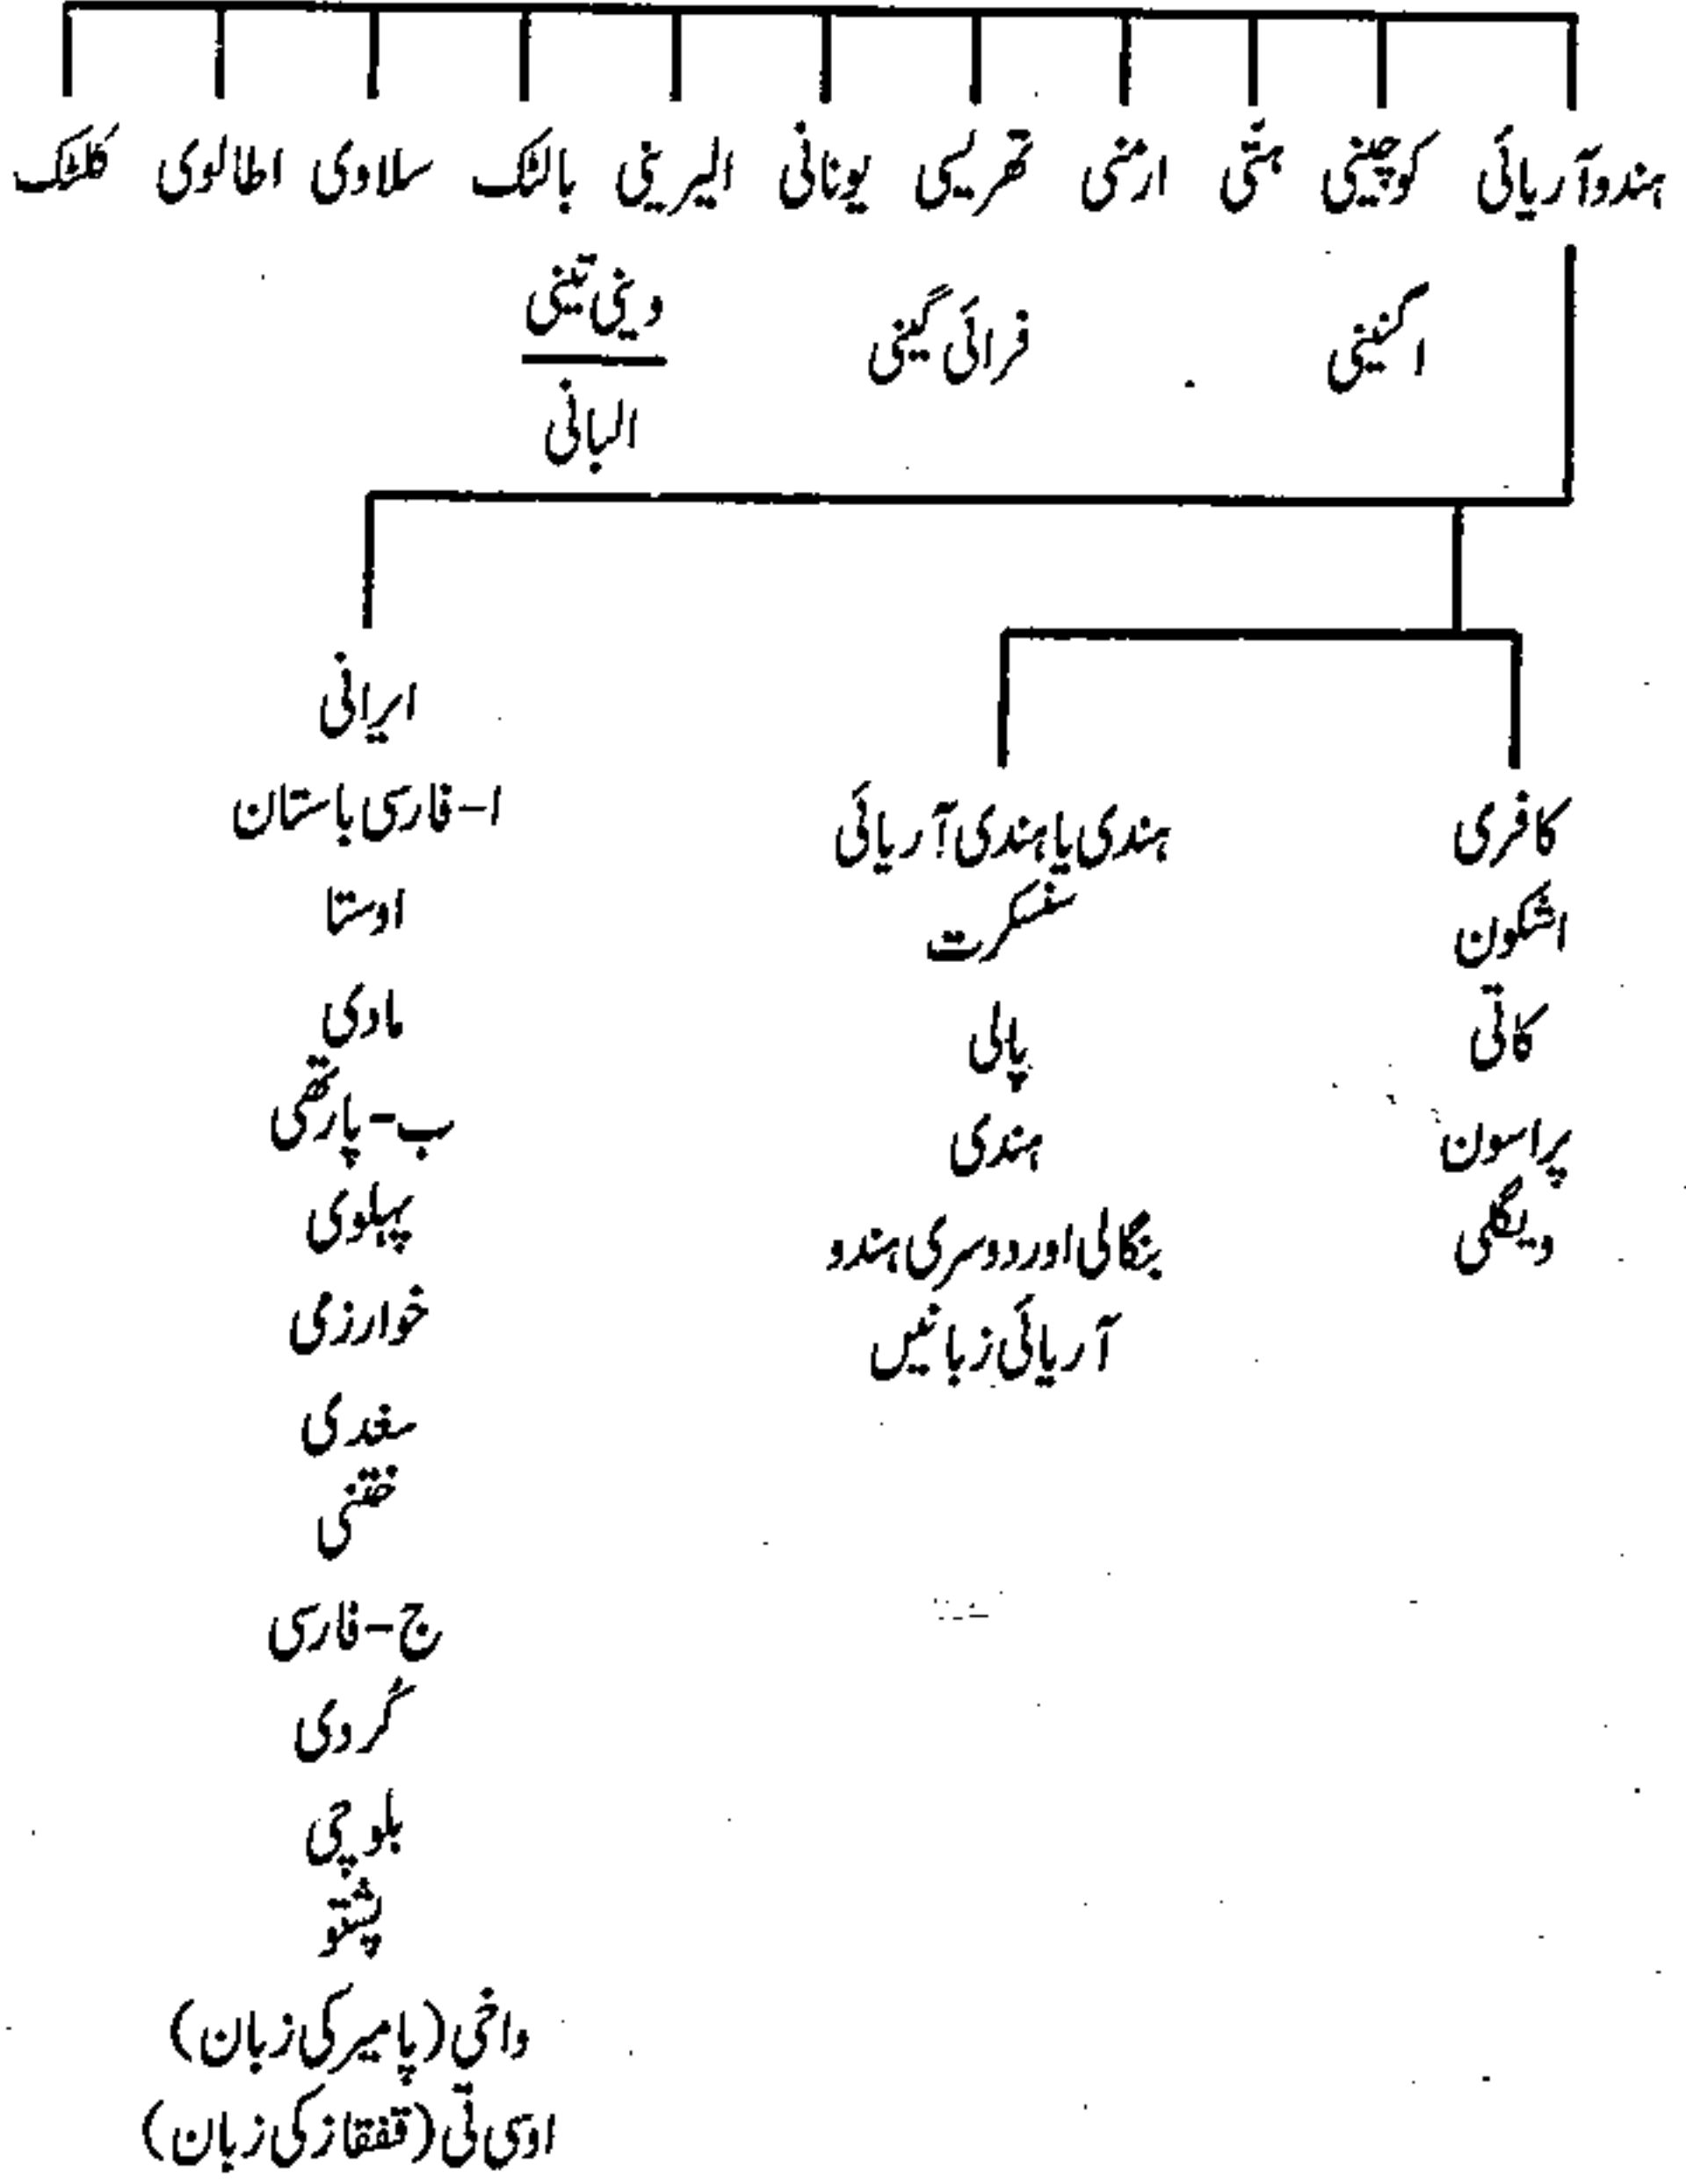 ہندوآریائی کوچینی ہتّی ارمنی تھریسی یونانی الیرینی بالٹک سلاوی اطالوی کلٹک
اگنینی فرائی گینی وینی تینی
البانی
ایرانی
ا-فارسی باستان
اوستا
مادی
ب-پارتھی
پہلوی
خوارزمی
سغدی
ختنی
ج-فارسی
کردی
بلوچی
پشتو
واخی (پامیر کی زبان)
اوسی تی (قفقاز کی زبان)
ہندی یا ہندی آریائی
سنسکرت
پالی
ہندی
بنگالی اور دوسری ہندو
آریائی زبانیں
کافری
اشکون
کاتی
پراسون
ویگلی